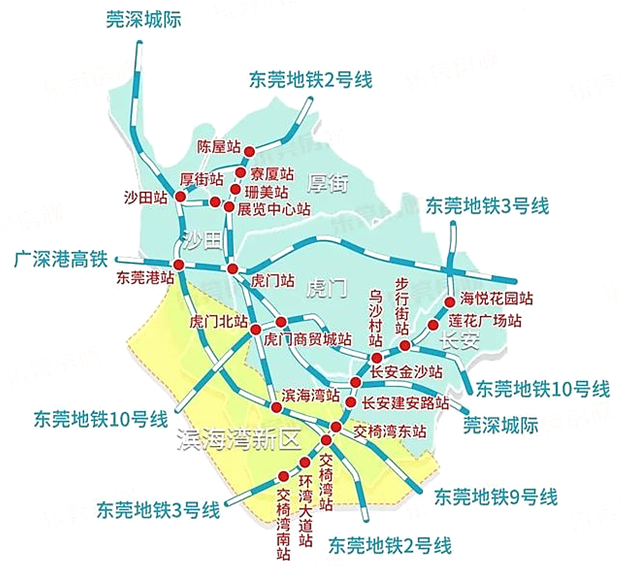 莞深城际
东莞地铁2号线
陈屋站
寮厦站
厚街站
厚街
珊美站
沙田站
展览中心站
东莞地铁3号线
沙田
广深港高铁
东莞港站
虎门站
虎门
步行街站
乌沙村站
海悦花园站
莲花广场站
虎门北站
虎门商贸城站
长安
长安金沙站
东莞地铁10号线
滨海湾站
长安建安路站
东莞地铁10号线
莞深城际
滨海湾新区
交椅湾东站
交椅湾站
环湾大道站
交椅湾南站
东莞地铁3号线
东莞地铁9号线
东莞地铁2号线